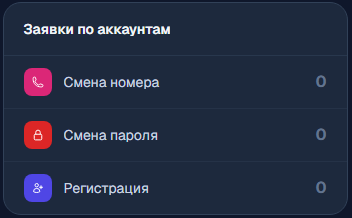 Заявки по аккаунтам
Смена номера 0
Смена пароля 0
Регистрация 0